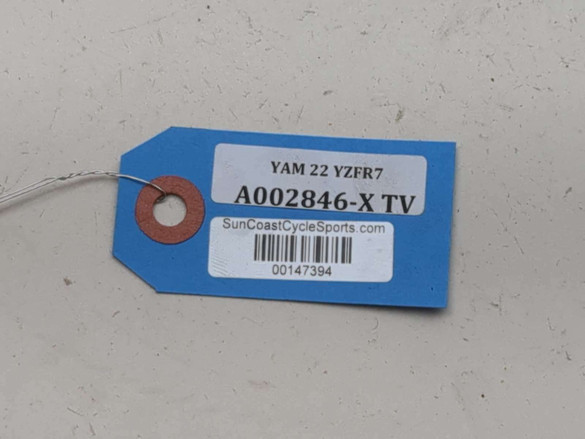 YAM 22 YZFR7
A002846-X TV
SunCoastCycleSports.com
00147394